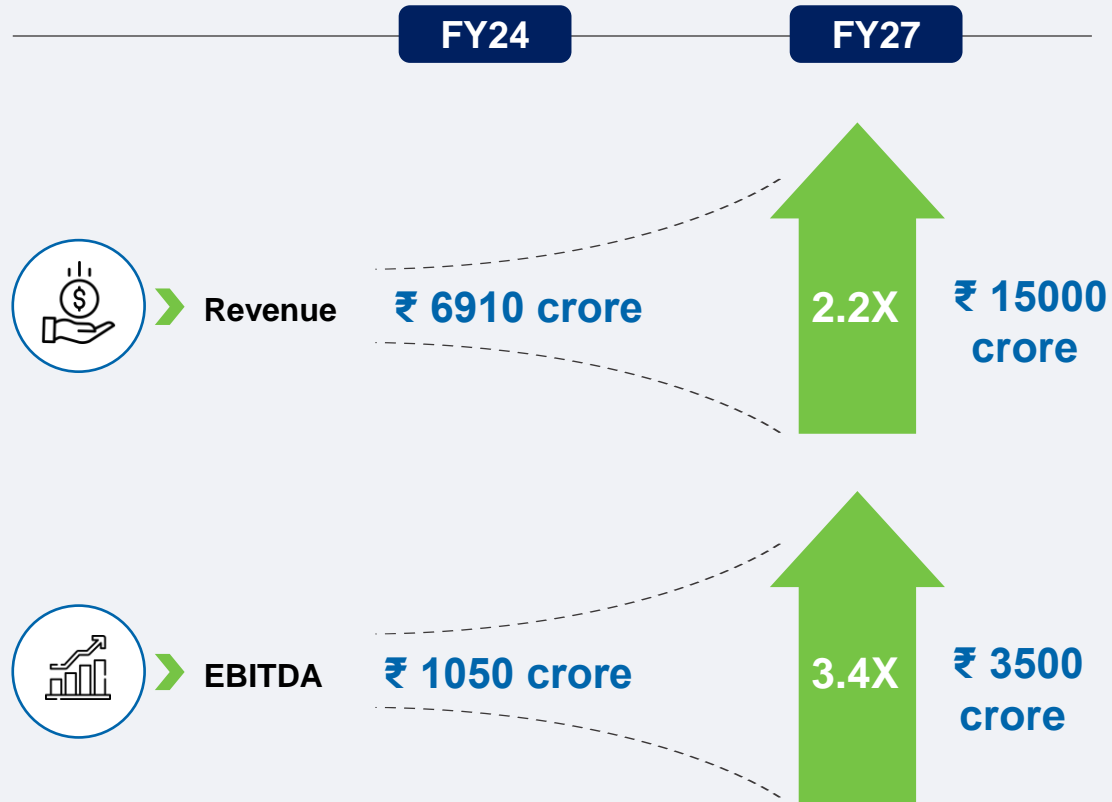 FY24
FY27
Revenue
₹ 6910 crore
2.2X
₹ 15000
crore
EBITDA
₹ 1050 crore
3.4X
₹ 3500
crore